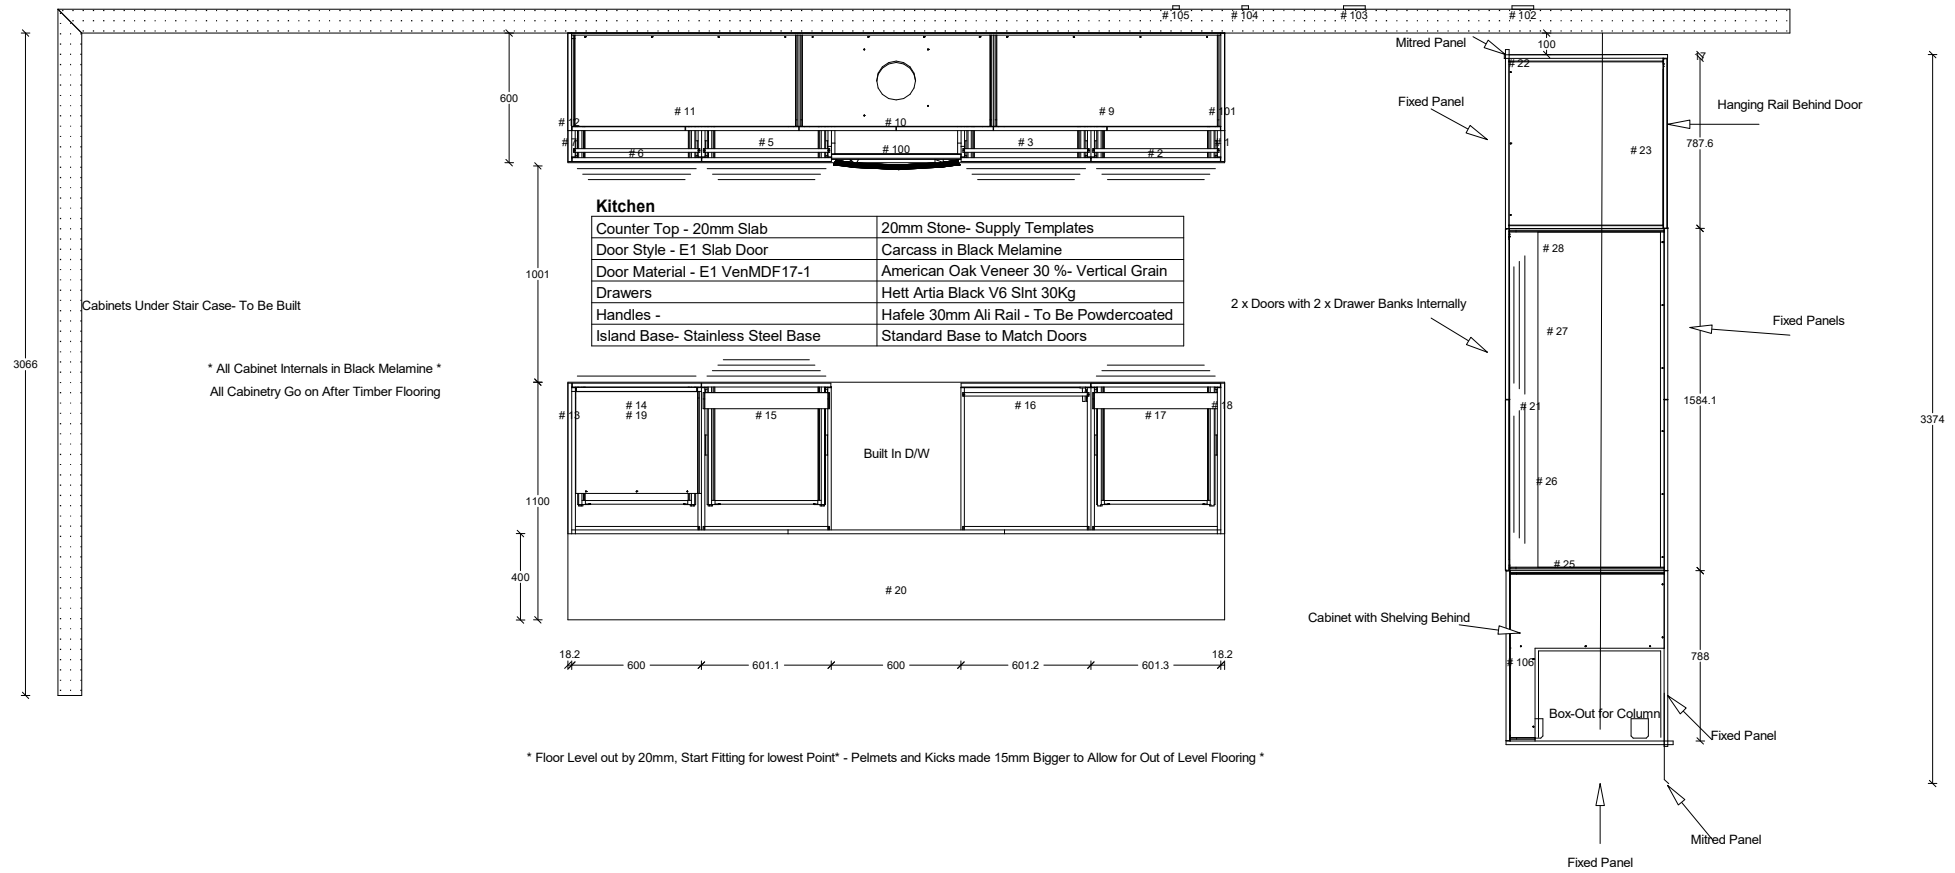 # 105
# 104
# 103
# 102
Mitred Panel
100
# 22
17
600
# 11
# 9
# 101
Fixed Panel
Hanging Rail Behind Door
# 12
# 10
# 7
# 5
# 3
# 1
787.6
# 6
# 100
# 2
# 23
Kitchen
Counter Top - 20mm Slab 20mm Stone- Supply Templates
Door Style - E1 Slab Door Carcass in Black Melamine
Door Material - E1 VenMDF17-1 American Oak Veneer 30 %- Vertical Grain
Drawers Hett Artia Black V6 Slnt 30Kg
Handles - Hafele 30mm Ali Rail - To Be Powdercoated
Island Base- Stainless Steel Base Standard Base to Match Doors
# 28
1001
Cabinets Under Stair Case- To Be Built
2 x Doors with 2 x Drawer Banks Internally
Fixed Panels
# 27
3066
* All Cabinet Internals in Black Melamine *
All Cabinetry Go on After Timber Flooring
# 14
# 16
# 18
# 21
1584.1
# 13
# 19
# 15
# 17
3374
Built In D/W
# 26
1100
# 25
400
# 20
Cabinet with Shelving Behind
18.2
600
601.1
600
601.2
601.3
18.2
# 106
788
Box-Out for Column
Fixed Panel
* Floor Level out by 20mm, Start Fitting for lowest Point* - Pelmets and Kicks made 15mm Bigger to Allow for Out of Level Flooring *
Mitred Panel
Fixed Panel